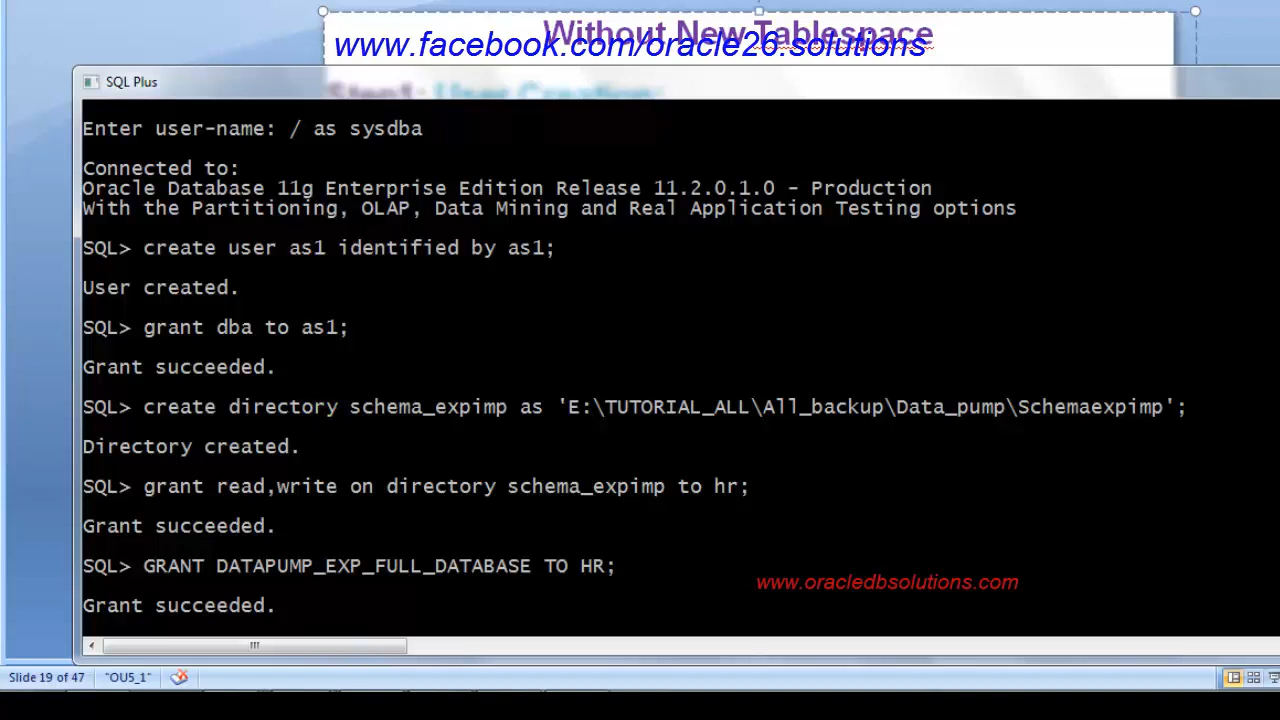 Without New Tablespace
www.facebook.com/oracle26.solutions
Step1: User Creation:
SQL Plus
Enter user-name: / as sysdba
Connected to:
Oracle Database 11g Enterprise Edition Release 11.2.0.1.0 - Production
With the Partitioning, OLAP, Data Mining and Real Application Testing options
SQL> create user as1 identified by as1;
User created.
SQL> grant dba to as1;
Grant succeeded.
SQL> create directory schema_expimp as 'E:\TUTORIAL_ALL\All_backup\Data_pump\Schemaexpimp';
Directory created.
SQL> grant read,write on directory schema_expimp to hr;
Grant succeeded.
SQL> GRANT DATAPUMP_EXP_FULL_DATABASE TO HR;
www.oracledbsolutions.com
Grant succeeded.
Slide 19 of 47
"OU5_1"